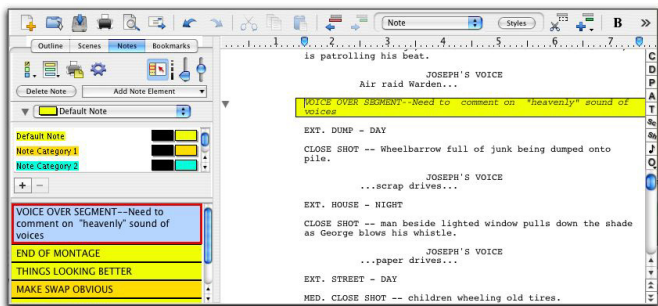 Note
Styles
B
»
Outline Scenes Notes Bookmarks
Delete Note Add Note Element
Default Note
Default Note
Note Category 1
Note Category 2
+ -
VOICE OVER SEGMENT--Need to
comment on "heavenly" sound of
voices
END OF MONTAGE
THINGS LOOKING BETTER
MAKE SWAP OBVIOUS
1 2 3 4 5 6 7
is patrolling his beat.
JOSEPH'S VOICE
Air raid Warden...
VOICE OVER SEGMENT--Need to comment on "heavenly" sound of
voices
EXT. DUMP - DAY
CLOSE SHOT -- Wheelbarrow full of junk being dumped onto
pile.
JOSEPH'S VOICE
...scrap drives...
EXT. HOUSE - NIGHT
CLOSE SHOT -- man beside lighted window pulls down the shade
as George blows his whistle.
JOSEPH'S VOICE
...paper drives...
EXT. STREET - DAY
MED. CLOSE SHOT -- children wheeling old tires.
C
D
P
A
T
Sc
Sh
Q